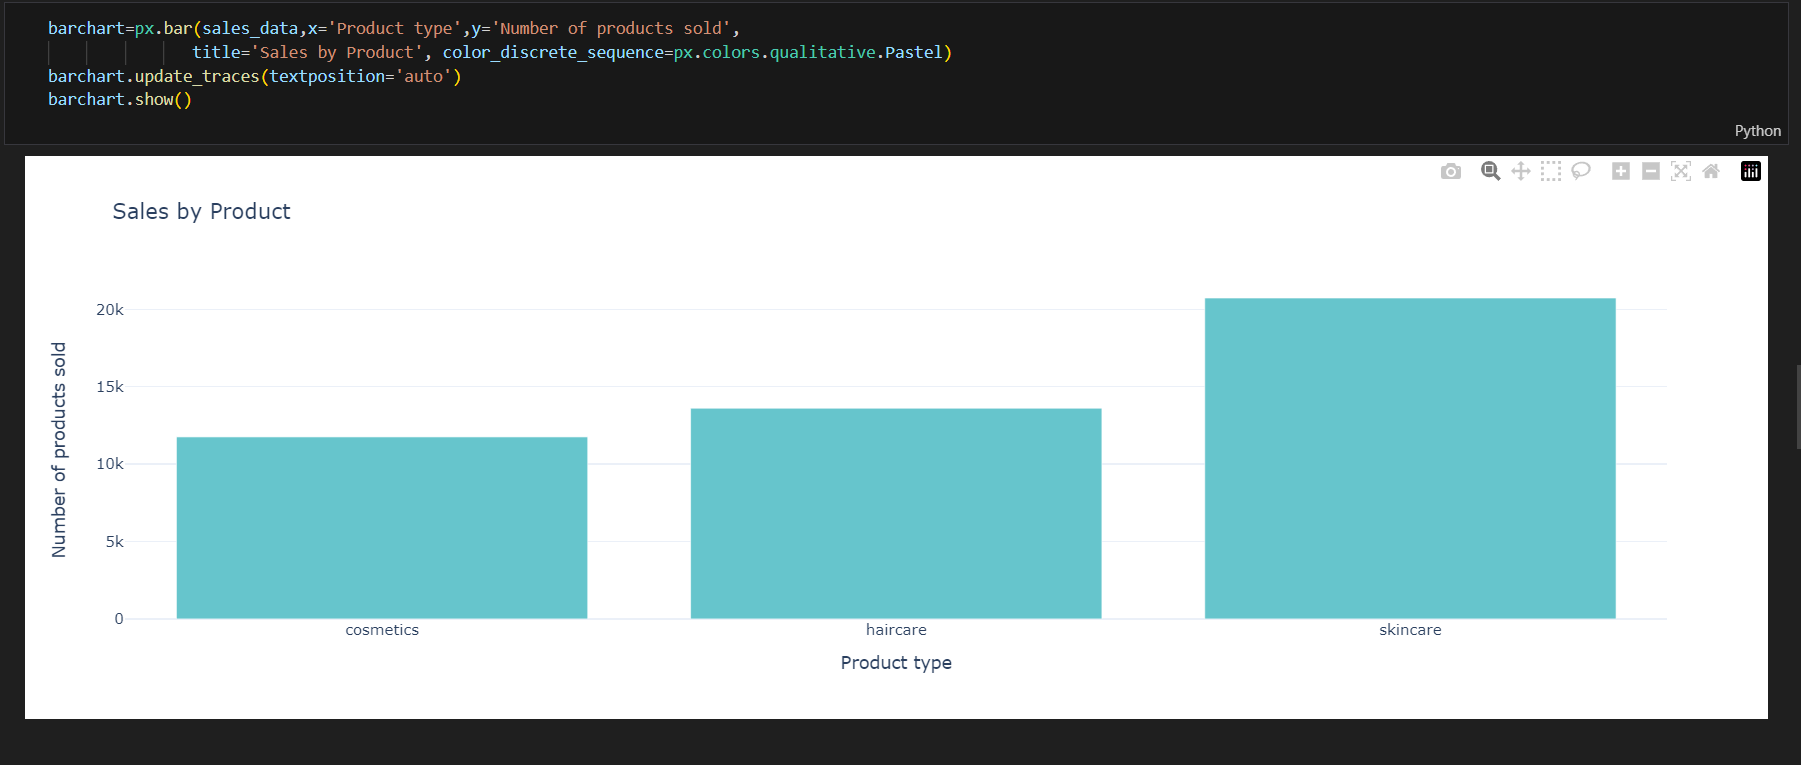 barchart=px.bar(sales_data,x='Product type',y='Number of products sold',
title='Sales by Product', color_discrete_sequence=px.colors.qualitative.Pastel)
barchart.update_traces(textposition='auto')
barchart.show()
Python
Sales by Product
20k
15k
10k
5k
0
Number of products sold
cosmetics
haircare
skincare
Product type